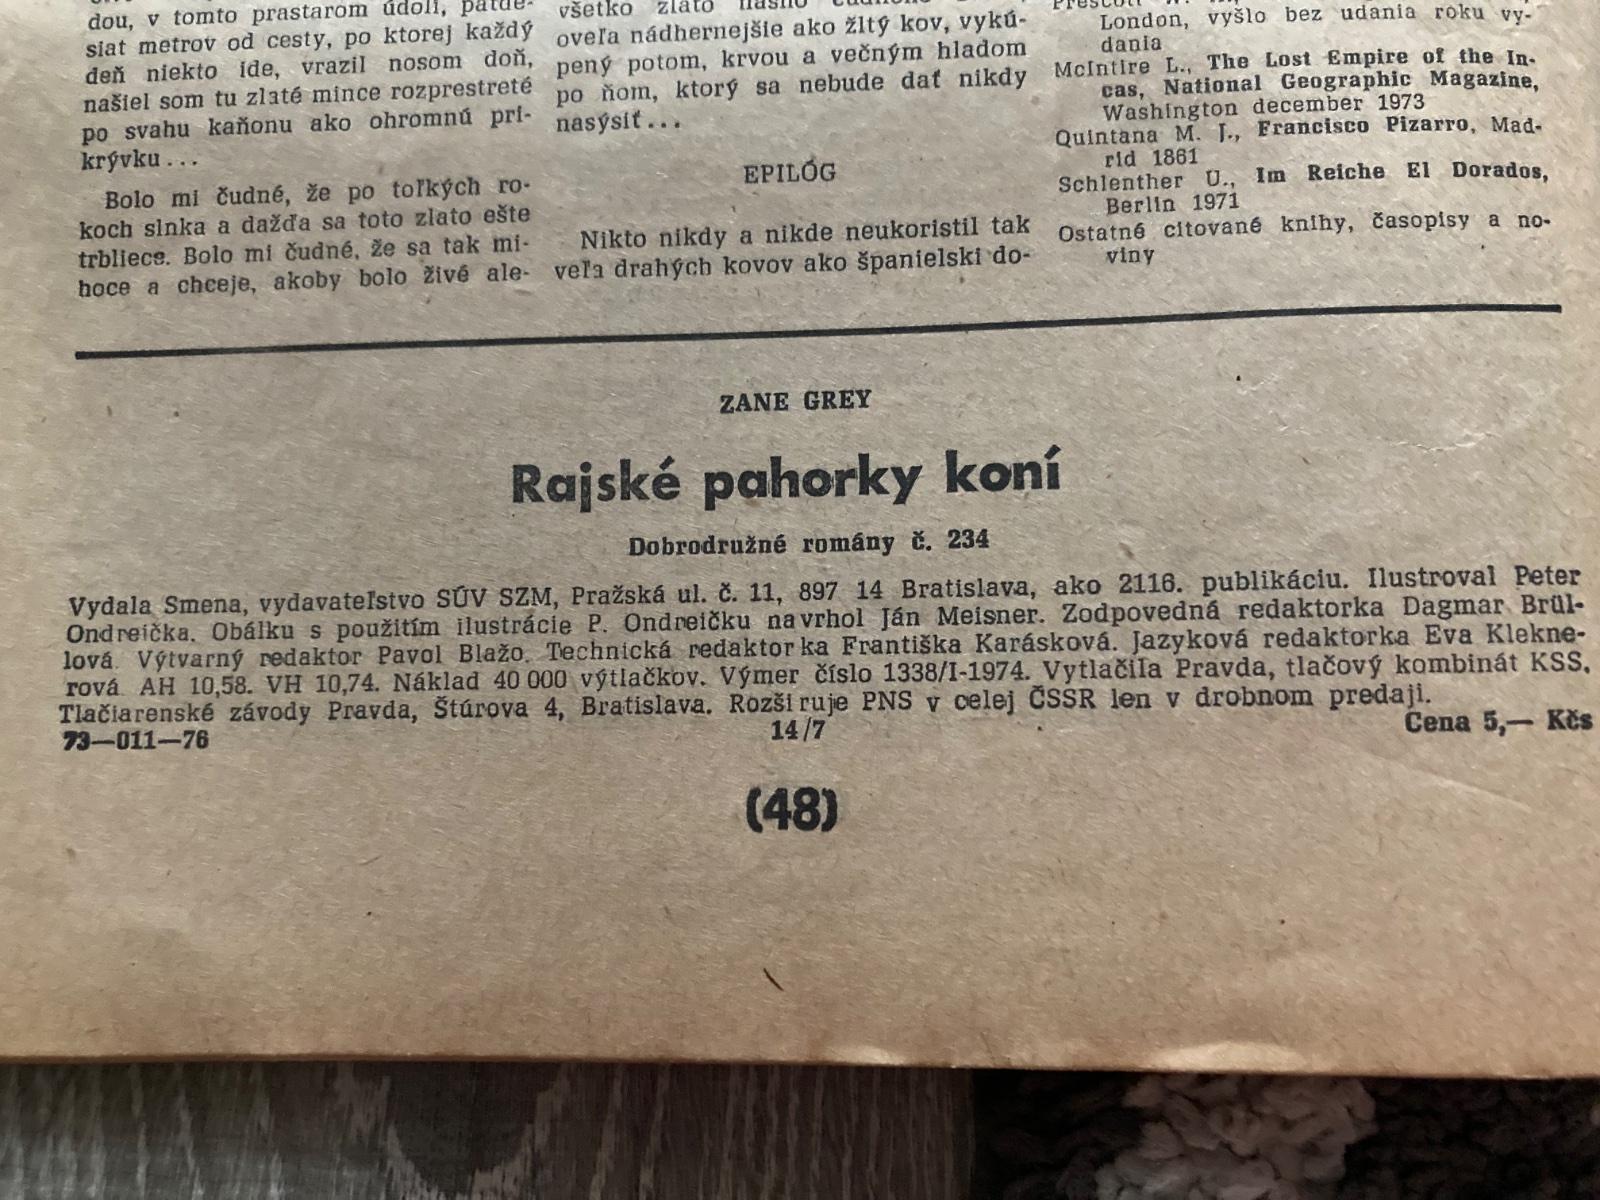 dou, v tomto prastarom údolí, päťde-
siat metrov od cesty, po ktorej každý
deň niekto ide, vrazil nosom doň,
našiel som tu zlaté mince rozprestreté
po svahu kaňonu ako ohromnú pri-
krývku...
Bolo mi čudné, že po toľkých ro-
koch slnka a dažďa sa toto zlato ešte
trbliece. Bolo mi čudné, že sa tak mi-
hoce a chceje, akoby bolo živé ale-
všetko zlato nášho
oveľa nádhernejšie ako žltý kov, vykú-
pený potom, krvou a večným hladom
po ňom, ktorý sa nebude dať nikdy
nasýsiť...
EPILÓG
Nikto nikdy a nikde neukoristil tak
veľa drahých kovov ako španielski do-
Prescott W.
London, vyšlo bez udania roku vy-
dania
McIntire L., The Lost Empire of the In-
cas, National Geographic Magazine,
Washington december 1973
Quintana M. J., Francisco Pizarro, Mad-
rid 1861
Schlenther U., Im Reiche El Dorados,
Berlin 1971
Ostatné citované knihy, časopisy a no-
viny
ZANE GREY
Rajské pahorky koní
Dobrodružné romány č. 234
Vydala Smena, vydavateľstvo SÚV SZM, Pražská ul. č. 11, 897 14 Bratislava, ako 2116. publikáciu. Ilustroval Peter
Ondreička. Obálku s použitím ilustrácie P. Ondreičku navrhol Ján Meisner. Zodpovedná redaktorka Dagmar Brül-
lová. Výtvarný redaktor Pavol Blažo. Technická redaktorka Františka Karásková. Jazyková redaktorka Eva Klekne-
rová. AH 10,58. VH 10,74. Náklad 40 000 výtlačkov. Výmer číslo 1338/I-1974. Vytlačila Pravda, tlačový kombinát KSS,
Tlačiarenské závody Pravda, Štúrova 4, Bratislava. Rozširuje PNS v celej ČSSR len v drobnom predaji.
73—011—76 14/7 Cena 5,— Kčs
(48)